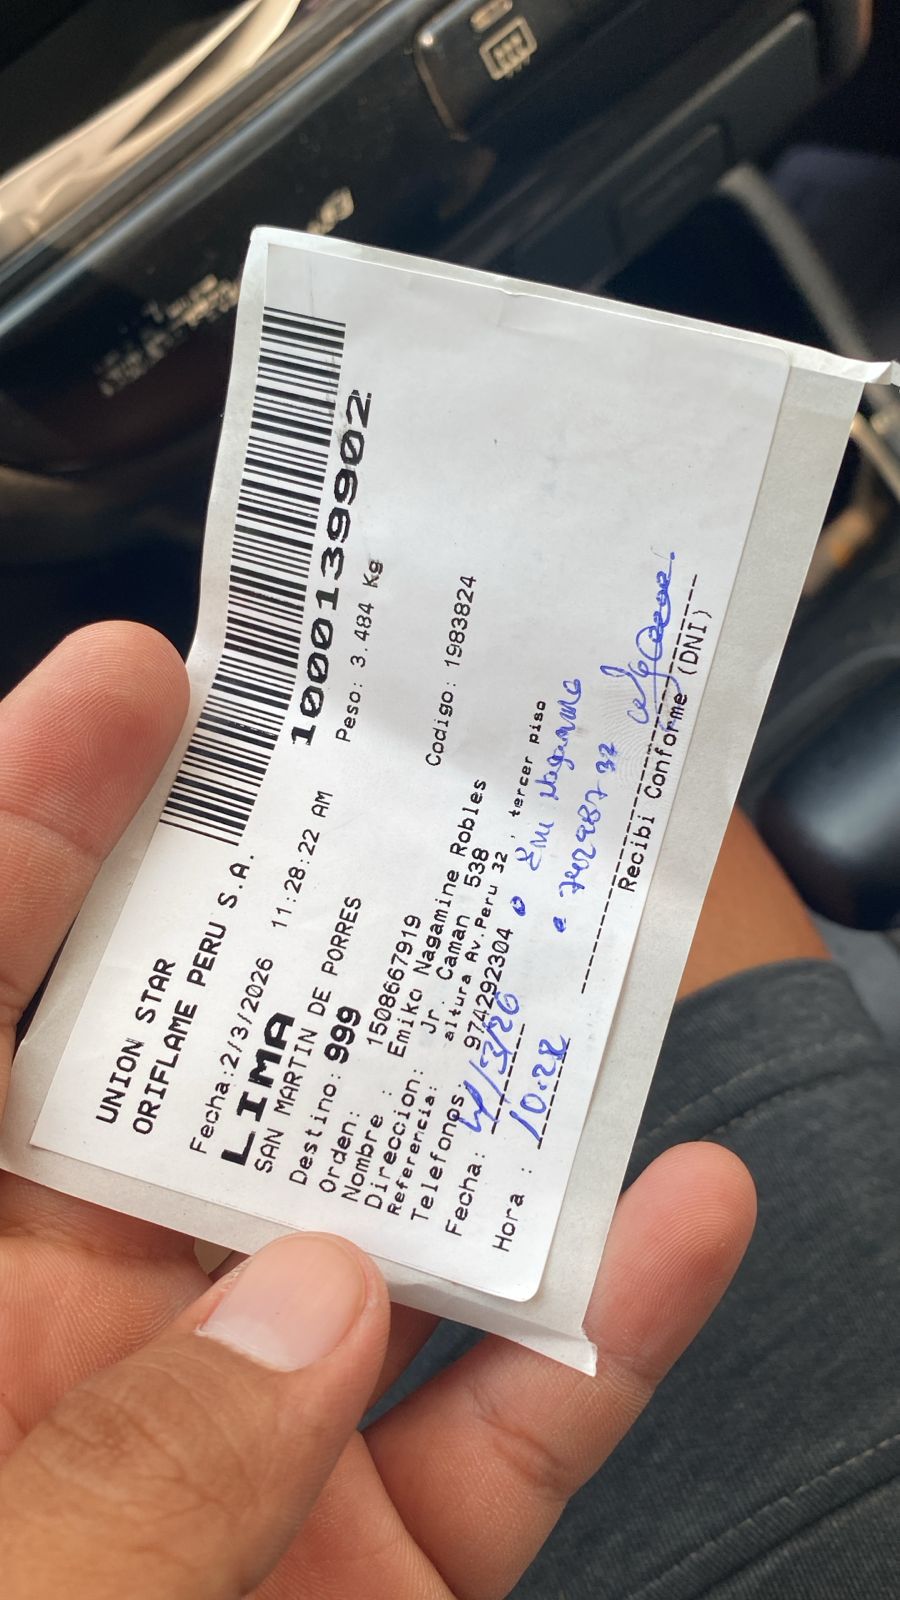 UNION STAR
ORIFLAME PERU S.A.
Fecha:2/3/2026 11:28:22 AM
1000139902
LIMA
Peso: 3.484 Kg
SAN MARTIN DE PORRES
Destino: 999
Orden: 1508667919
Codigo: 1983824
Nombre : Emiko Nagamine Robles
Direccion: Jr. Caman 538
Referencia: altura Av.Peru 32 , tercer piso
Telefonos: 974292304
Fecha: 4/3/26
Hora : 10:22
74298732
Recibi Conforme (DNI)